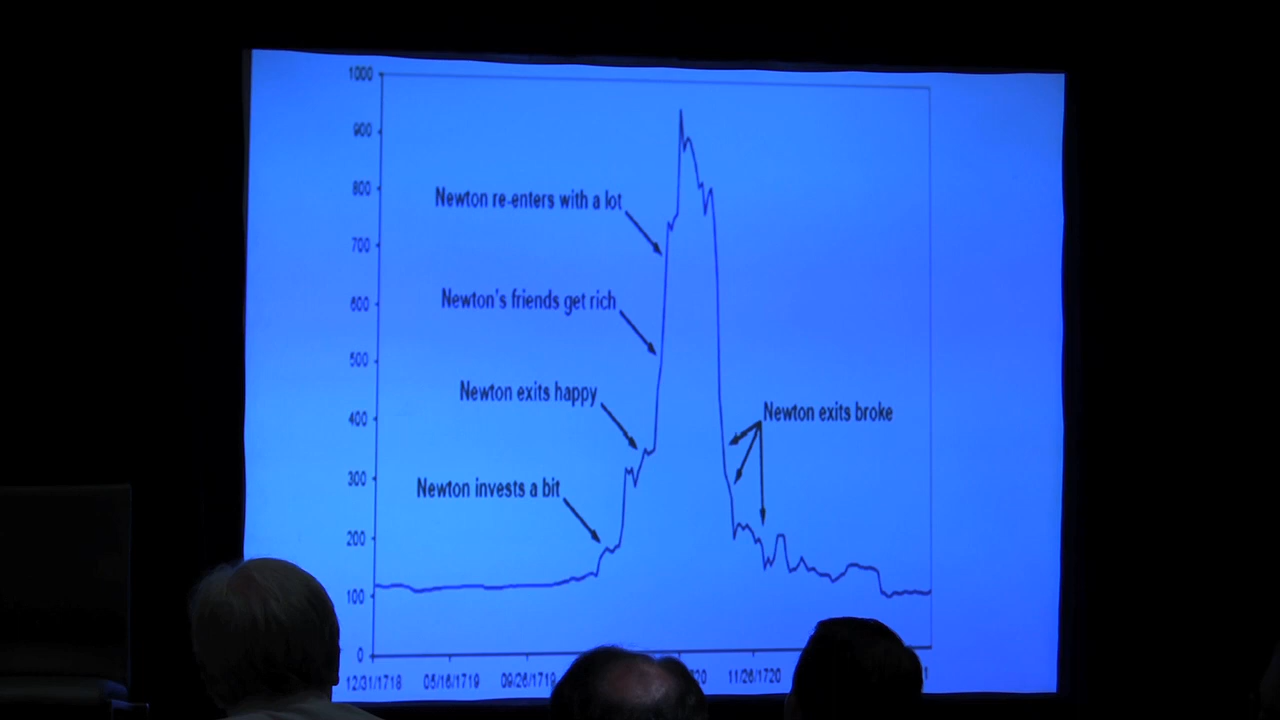 1000
900
Newton re-enters with a lot
800
700
Newton's friends get rich
600
500
Newton exits happy
Newton exits broke
400
Newton invests a bit
300
200
100
0
12/31/1718 05/16/1719 09/26/1719 11/26/1720